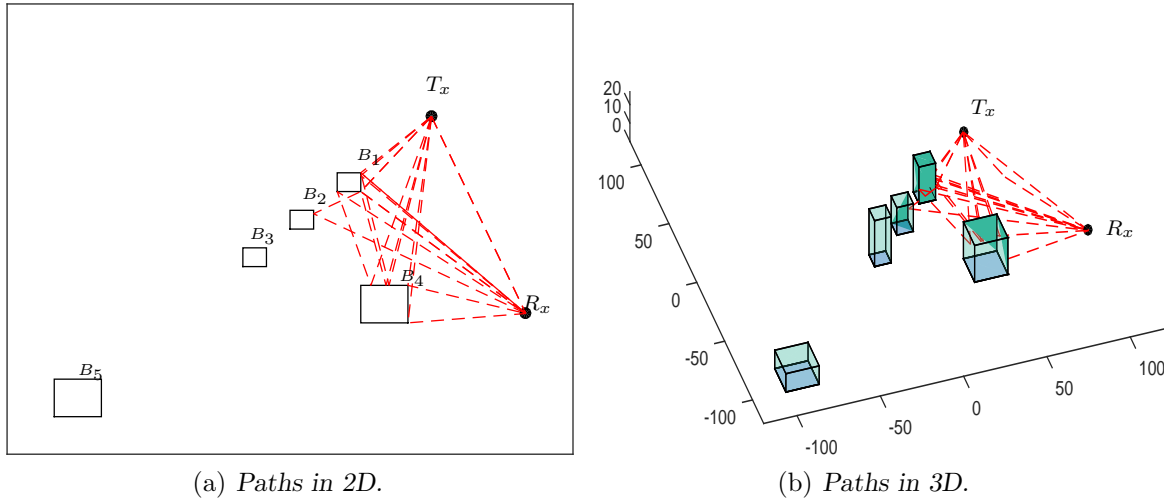 T_x
B_1
B_2
B_3
B_4
R_x
B_5
(a) Paths in 2D.
20
10
0
100
50
0
-50
-100
-100
-50
0
50
100
T_x
R_x
(b) Paths in 3D.